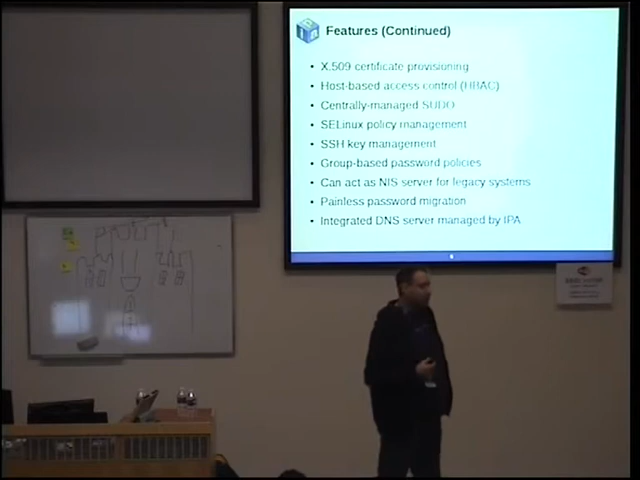 Features (Continued)
• X.509 certificate provisioning
• Host-based access control (HBAC)
• Centrally-managed SUDO
• SELinux policy management
• SSH key management
• Group-based password policies
• Can act as NIS server for legacy systems
• Painless password migration
• Integrated DNS server managed by IPA